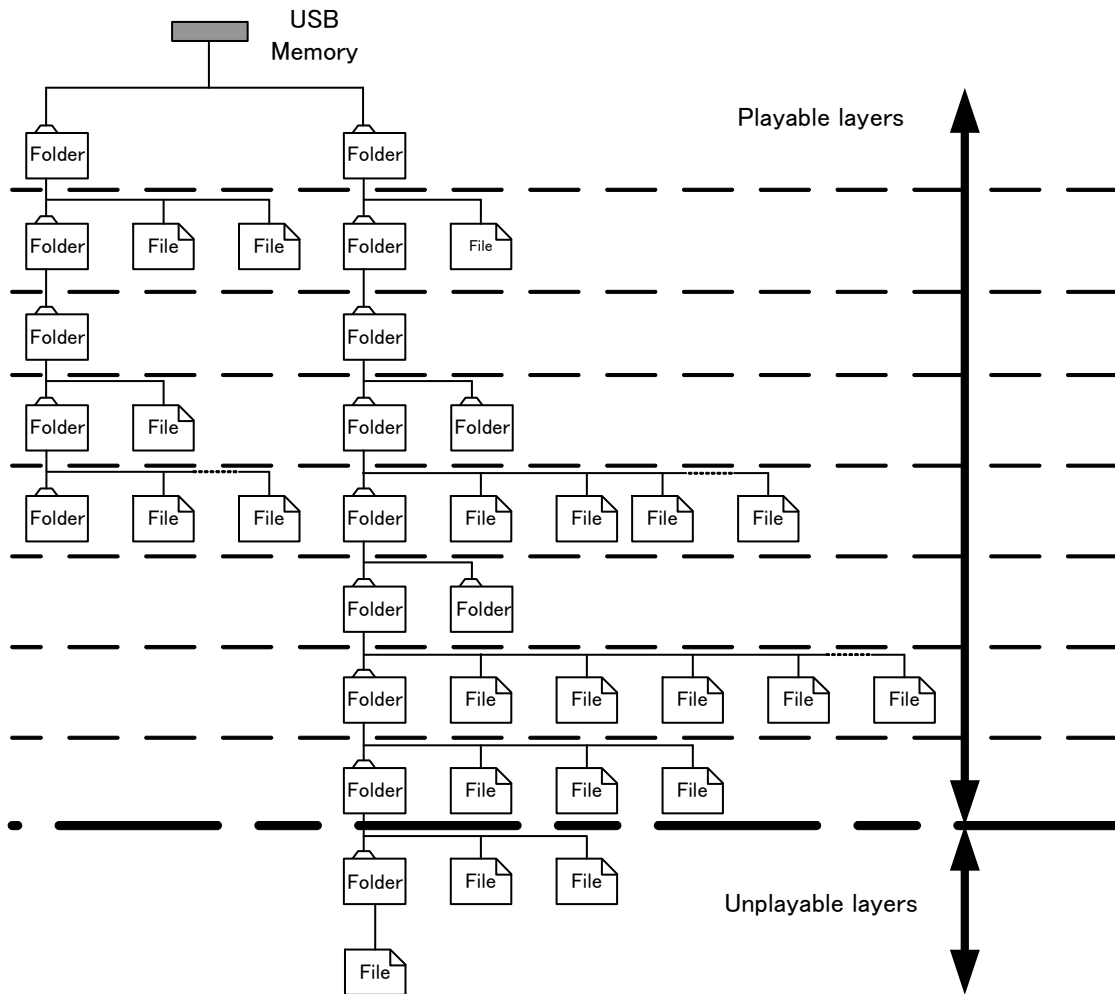 USB
Memory
Playable layers
Folder Folder
Folder File File Folder File
Folder Folder
Folder File Folder Folder
Folder File File Folder File File File File
Folder Folder
Folder File File File File File
Folder File File File
Folder File File
Unplayable layers
File